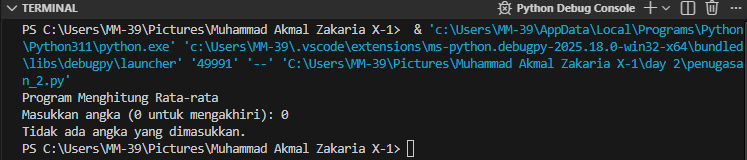 TERMINAL
Python Debug Console
PS C:\Users\MM-39\Pictures\Muhammad Akmal Zakaria X-1>  & 'c:\Users\MM-39\AppData\Local\Programs\Python
\Python311\python.exe' 'c:\Users\MM-39\.vscode\extensions\ms-python.debugpy-2025.18.0-win32-x64\bundled
\libs\debugpy\launcher' '49991' '--' 'C:\Users\MM-39\Pictures\Muhammad Akmal Zakaria X-1\day 2\penugasa
n_2.py'
Program Menghitung Rata-rata
Masukkan angka (0 untuk mengakhiri): 0
Tidak ada angka yang dimasukkan.
PS C:\Users\MM-39\Pictures\Muhammad Akmal Zakaria X-1>